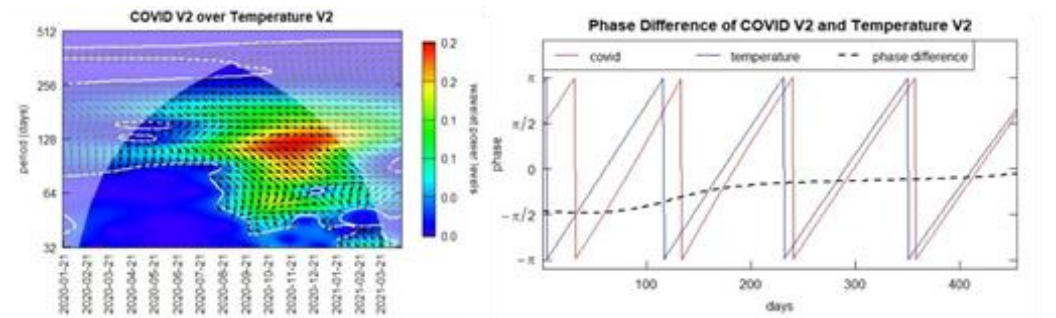 COVID V2 over Temperature V2
512
256
128
64
32
period (days)
2020-01-21
2020-02-21
2020-03-21
2020-04-21
2020-05-21
2020-06-21
2020-07-21
2020-08-21
2020-09-21
2020-10-21
2020-11-21
2020-12-21
2021-01-21
2021-02-21
2021-03-21
0.2
0.2
0.1
0.1
0.0
0.0
wavelet power levels
Phase Difference of COVID V2 and Temperature V2
covid temperature phase difference
π
π/2
0
-π/2
-π
phase
100 200 300 400
days